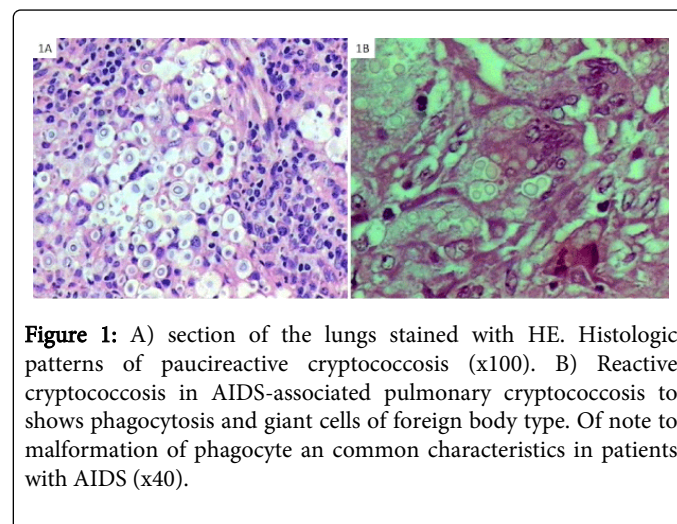 1A
1B
Figure 1: A) section of the lungs stained with HE. Histologic
patterns of paucireactive cryptococcosis (x100). B) Reactive
cryptococcosis in AIDS-associated pulmonary cryptococcosis to
shows phagocytosis and giant cells of foreign body type. Of note to
malformation of phagocyte an common characteristics in patients
with AIDS (x40).